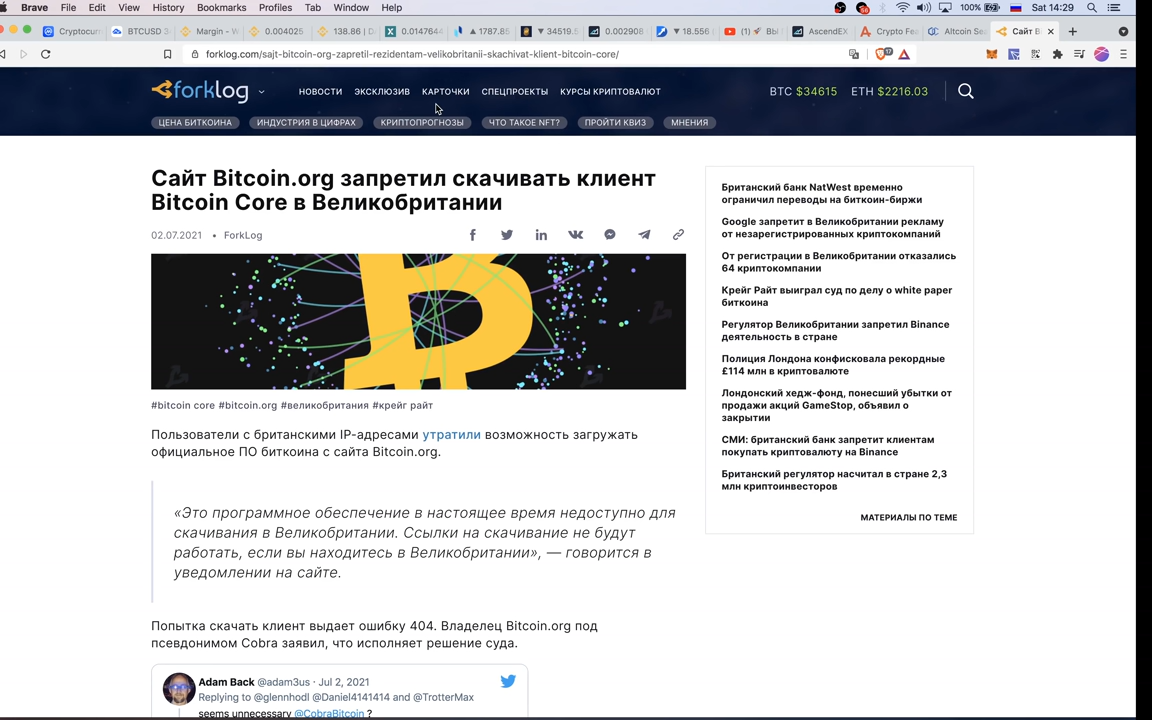 Brave File Edit View History Bookmarks Profiles Tab Window Help 100% Sat 14:29
Cryptocurr BTCUSD 3 Margin - W 0.004025 138.86 | D 0.0147644 ▲ 1787.85 ▼ 34519.5 0.002908 ▼ 18.556 (1) 🚀 Вы AscendEX Crypto Fea Altcoin Sea Сайт B
forklog.com/sajt-bitcoin-org-zapretil-rezidentam-velikobritanii-skachivat-klient-bitcoin-core/
forklog НОВОСТИ ЭКСКЛЮЗИВ КАРТОЧКИ СПЕЦПРОЕКТЫ КУРСЫ КРИПТОВАЛЮТ BTC $34615 ETH $2216.03
ЦЕНА БИТКОИНА ИНДУСТРИЯ В ЦИФРАХ КРИПТОПРОГНОЗЫ ЧТО ТАКОЕ NFT? ПРОЙТИ КВИЗ МНЕНИЯ
Сайт Bitcoin.org запретил скачивать клиент
Bitcoin Core в Великобритании
02.07.2021 • ForkLog
#bitcoin core #bitcoin.org #великобритания #крейг райт
Пользователи с британскими IP-адресами утратили возможность загружать
официальное ПО биткоина с сайта Bitcoin.org.
«Это программное обеспечение в настоящее время недоступно для
скачивания в Великобритании. Ссылки на скачивание не будут
работать, если вы находитесь в Великобритании», — говорится в
уведомлении на сайте.
Попытка скачать клиент выдает ошибку 404. Владелец Bitcoin.org под
псевдонимом Cobra заявил, что исполняет решение суда.
Adam Back @adam3us · Jul 2, 2021
Replying to @glennhodl @Daniel4141414 and @TrotterMax
seems unnecessary @CobraBitcoin ?
Британский банк NatWest временно
ограничил переводы на биткоин-биржи
Google запретит в Великобритании рекламу
от незарегистрированных криптокомпаний
От регистрации в Великобритании отказались
64 криптокомпании
Крейг Райт выиграл суд по делу о white paper
биткоина
Регулятор Великобритании запретил Binance
деятельность в стране
Полиция Лондона конфисковала рекордные
£114 млн в криптовалюте
Лондонский хедж-фонд, понесший убытки от
продажи акций GameStop, объявил о
закрытии
СМИ: британский банк запретит клиентам
покупать криптовалюту на Binance
Британский регулятор насчитал в стране 2,3
млн криптоинвесторов
МАТЕРИАЛЫ ПО ТЕМЕ